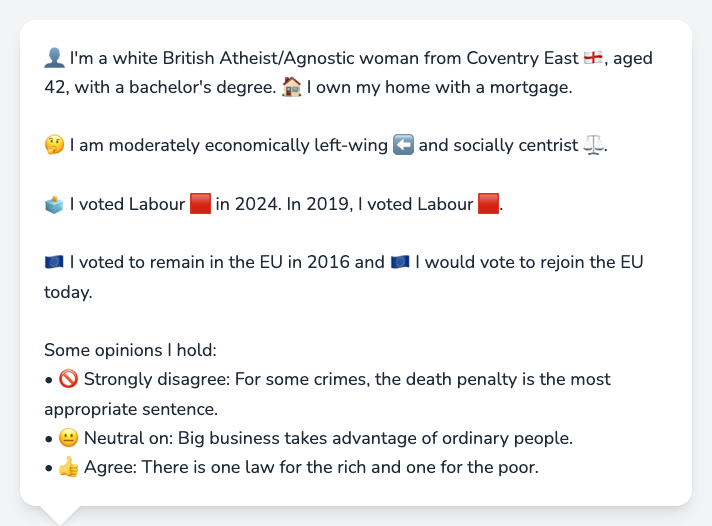 👤 I'm a white British Atheist/Agnostic woman from Coventry East 🏴󠁧󠁢󠁥󠁮󠁧󠁿, aged
42, with a bachelor's degree. 🏠 I own my home with a mortgage.
🤔 I am moderately economically left-wing ⬅️ and socially centrist ⚖️.
🗳️ I voted Labour 🟥 in 2024. In 2019, I voted Labour 🟥.
🇪🇺 I voted to remain in the EU in 2016 and 🇪🇺 I would vote to rejoin the EU
today.
Some opinions I hold:
• 🚫 Strongly disagree: For some crimes, the death penalty is the most
appropriate sentence.
• 😐 Neutral on: Big business takes advantage of ordinary people.
• 👍 Agree: There is one law for the rich and one for the poor.